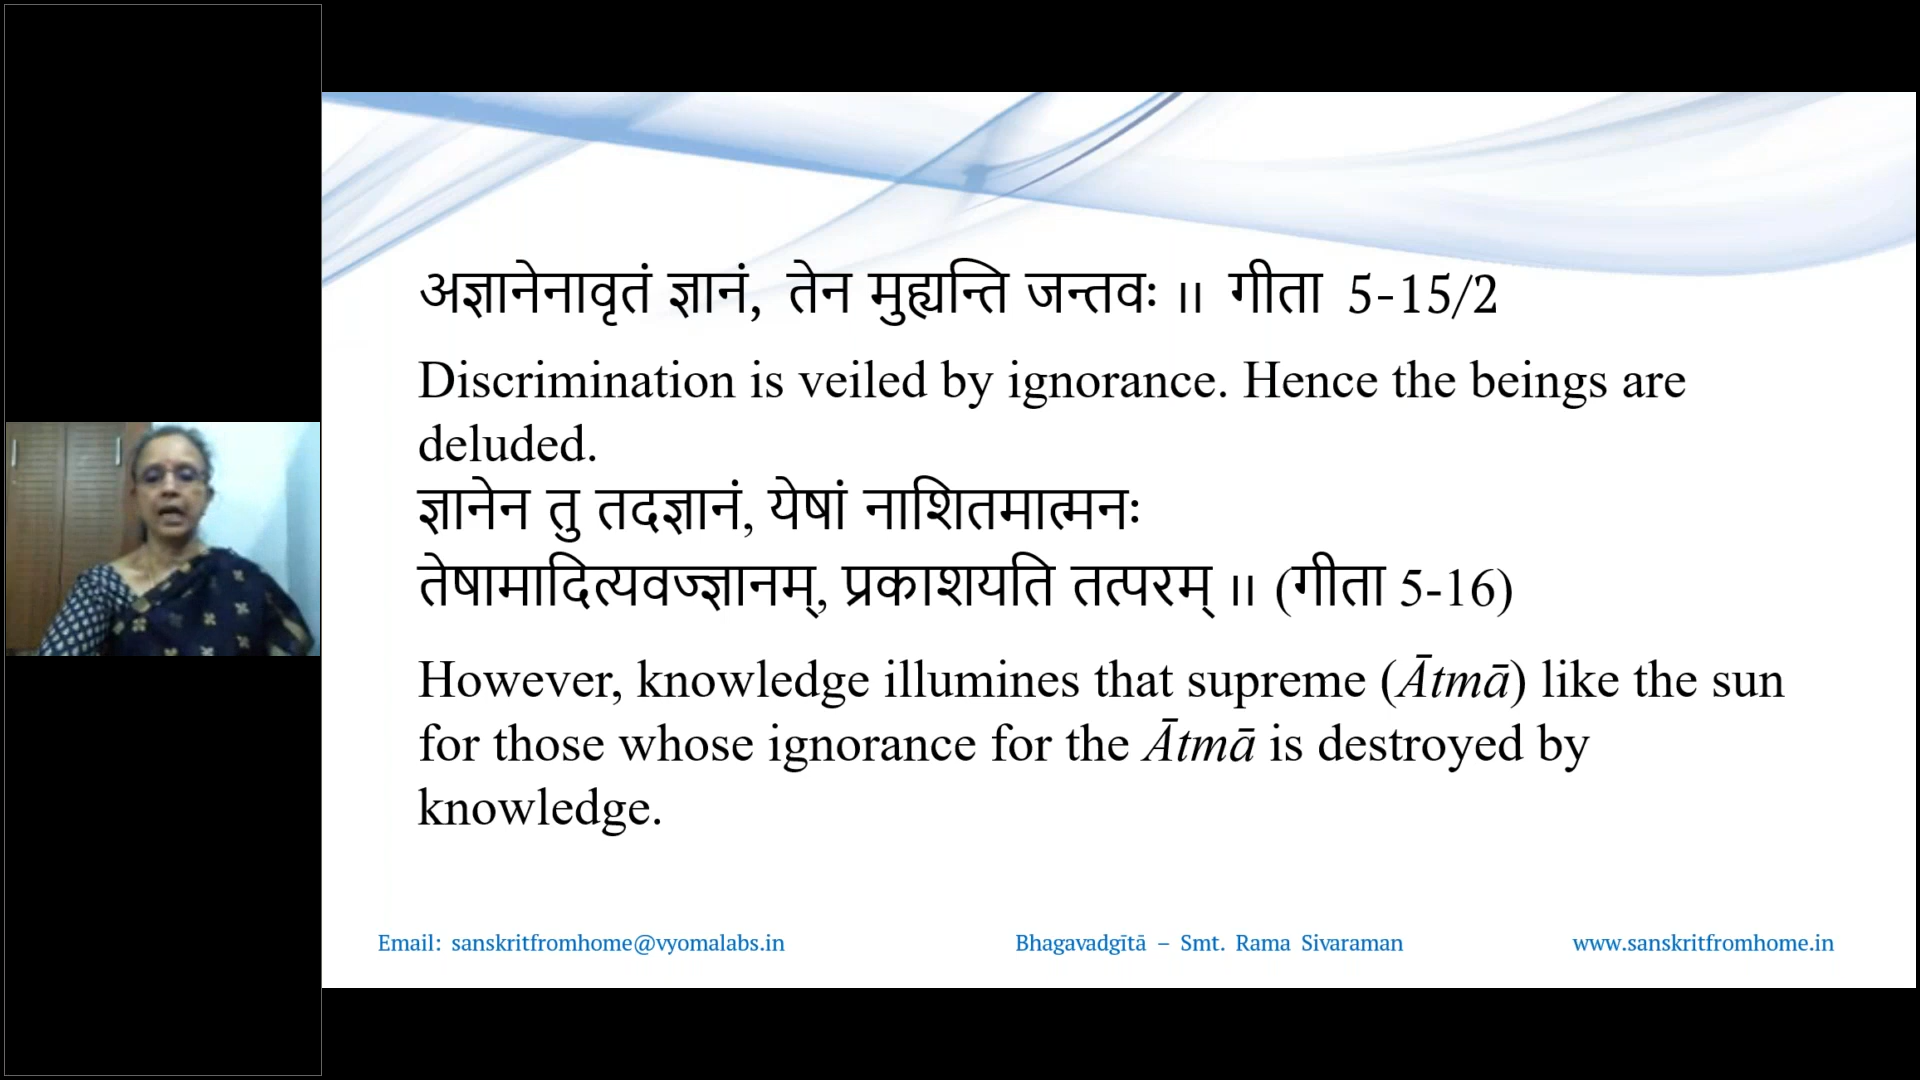 अज्ञानेनावृतं ज्ञानं, तेन मुह्यन्ति जन्तवः ॥ गीता 5-15/2
Discrimination is veiled by ignorance. Hence the beings are
deluded.
ज्ञानेन तु तदज्ञानं, येषां नाशितमात्मनः
तेषामादित्यवज्ज्ञानम्, प्रकाशयति तत्परम् ॥ (गीता 5-16)
However, knowledge illumines that supreme (Ātmā) like the sun
for those whose ignorance for the Ātmā is destroyed by
knowledge.
Email: sanskritfromhome@vyomalabs.in Bhagavadgītā – Smt. Rama Sivaraman www.sanskritfromhome.in